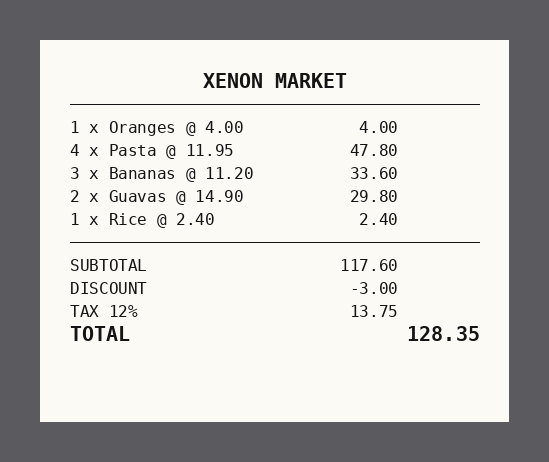 XENON MARKET
1 x Oranges @ 4.00 4.00
4 x Pasta @ 11.95 47.80
3 x Bananas @ 11.20 33.60
2 x Guavas @ 14.90 29.80
1 x Rice @ 2.40 2.40
SUBTOTAL 117.60
DISCOUNT -3.00
TAX 12% 13.75
TOTAL 128.35